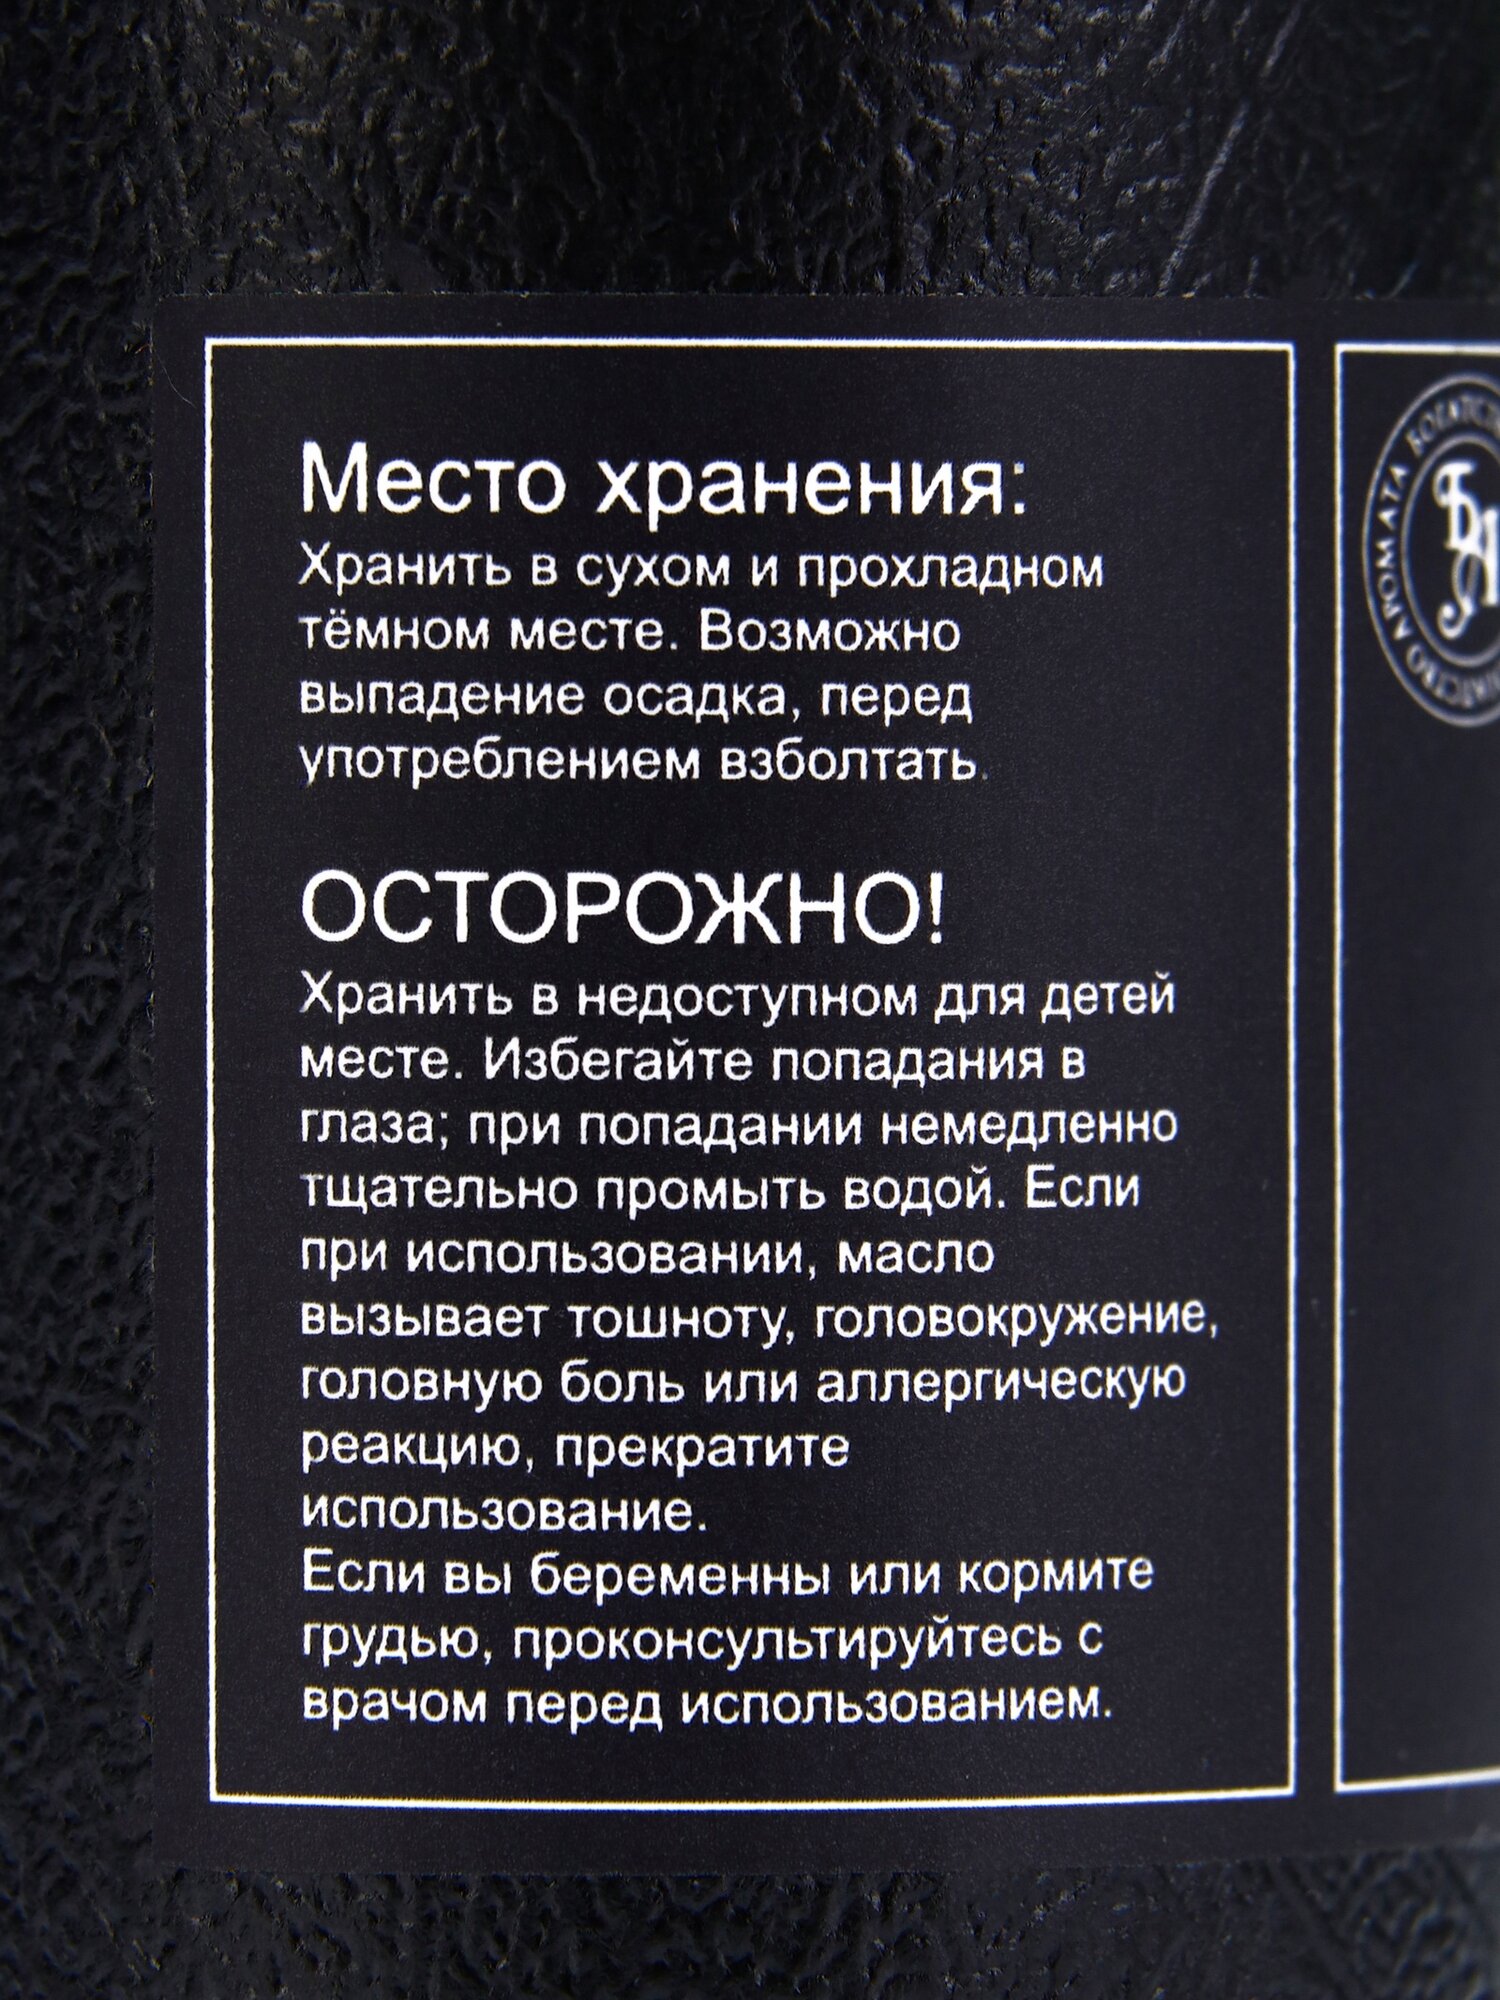 Место хранения:
Хранить в сухом и прохладном
тёмном месте. Возможно
выпадение осадка, перед
употреблением взболтать.
ОСТОРОЖНО!
Хранить в недоступном для детей
месте. Избегайте попадания в
глаза; при попадании немедленно
тщательно промыть водой. Если
при использовании, масло
вызывает тошноту, головокружение,
головную боль или аллергическую
реакцию, прекратите
использование.
Если вы беременны или кормите
грудью, проконсультируйтесь с
врачом перед использованием.
АРОМАТА
БА